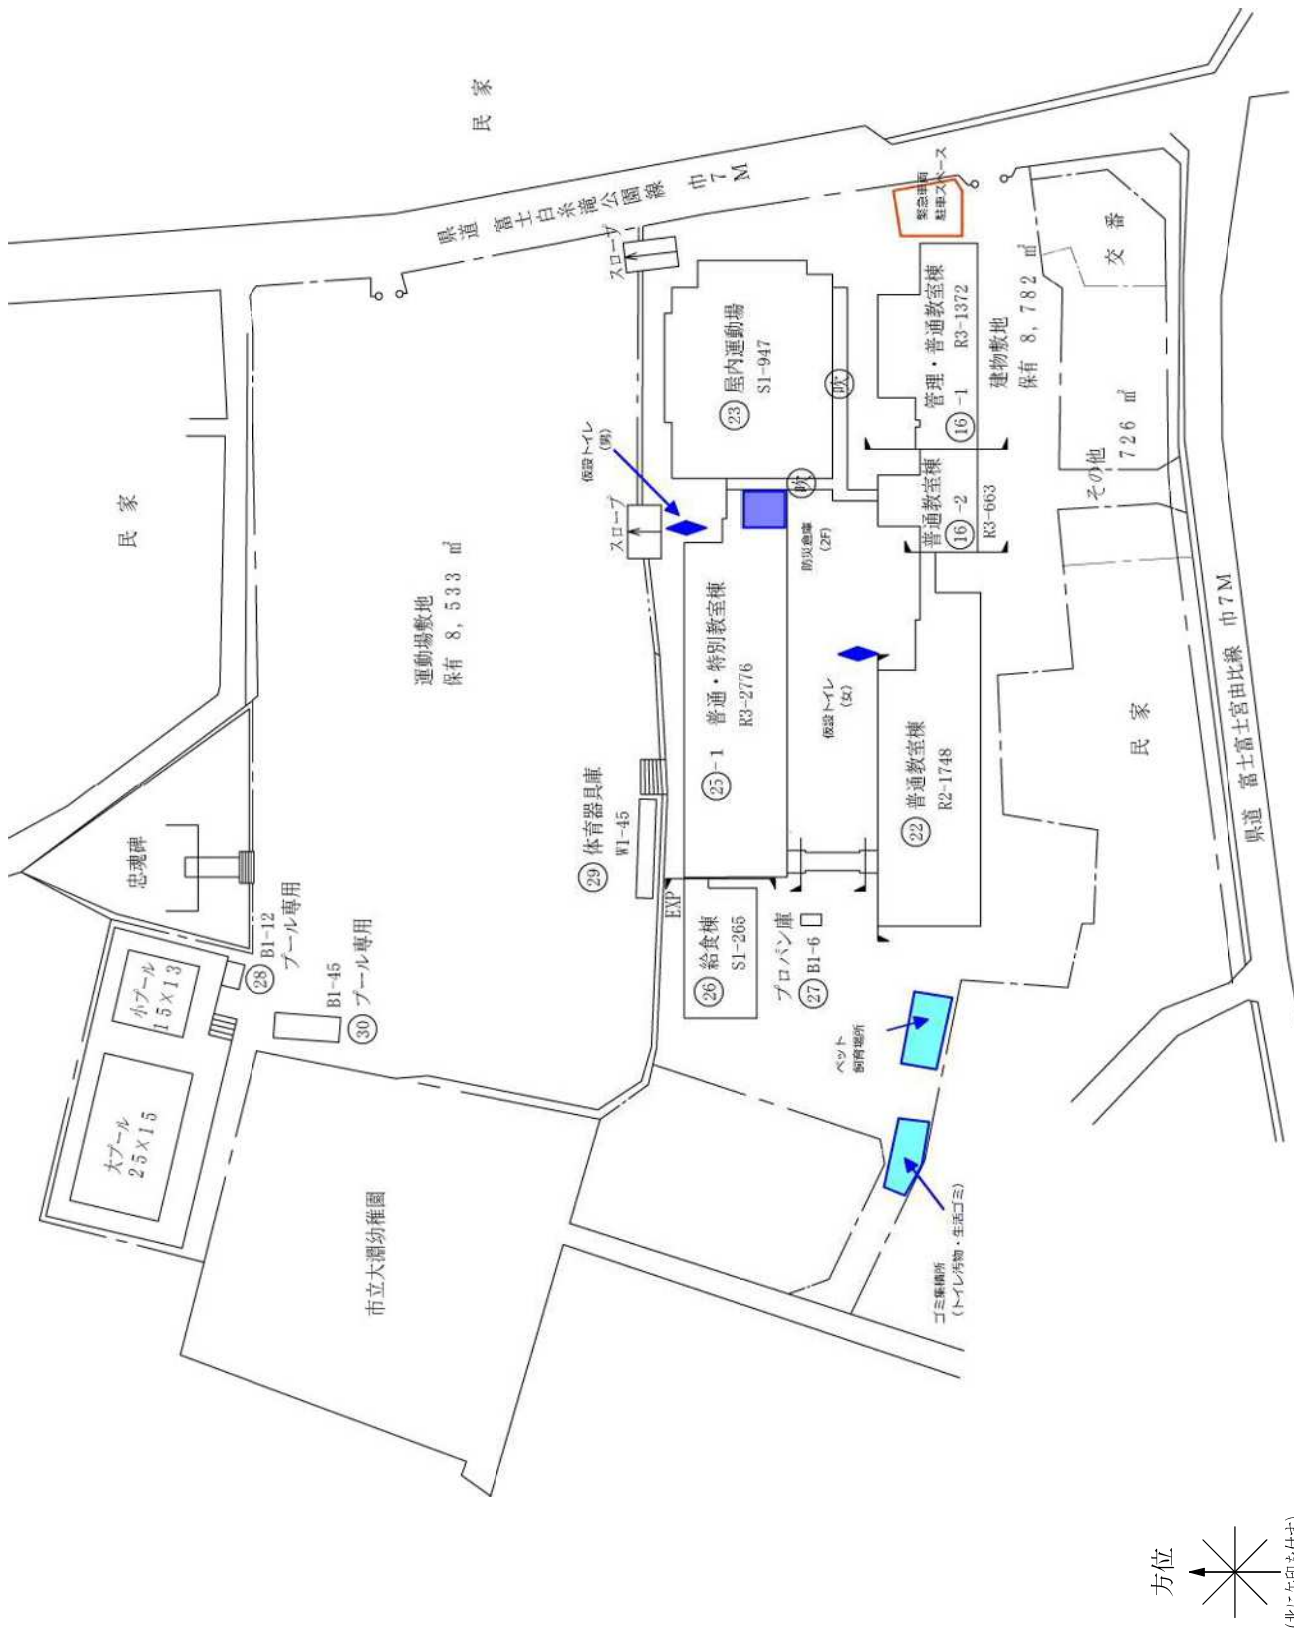 民家
県道 富士白糸滝公園線 巾7M
スロープ
緊急車両
駐車スペース
民家
運動場敷地
保有 8,533 ㎡
仮設トイレ
(男)
スロープ
㉓ 屋内運動場
S1-947
吹
吹
管理・普通教室棟
⑯-1 R3-1372
建物敷地
保有 8,782 ㎡
交番
普通教室棟
⑯-2
R3-663
その他
726 ㎡
防災倉庫
(2F)
㉕-1 普通・特別教室棟
R3-2776
仮設トイレ
(女)
㉒ 普通教室棟
R2-1748
民家
県道 富士富士宮由比線 巾7M
忠魂碑
㉙ 体育器具庫
W1-45
EXP
㉖ 給食棟
S1-265
プロパン庫
㉗ B1-6
小プール
15×13
㉘ B1-12
プール専用
B1-45
㉚ プール専用
大プール
25×15
ペット
飼育場所
ゴミ集積所
(トイレ汚物・生活ゴミ)
市立大淵幼稚園
方位